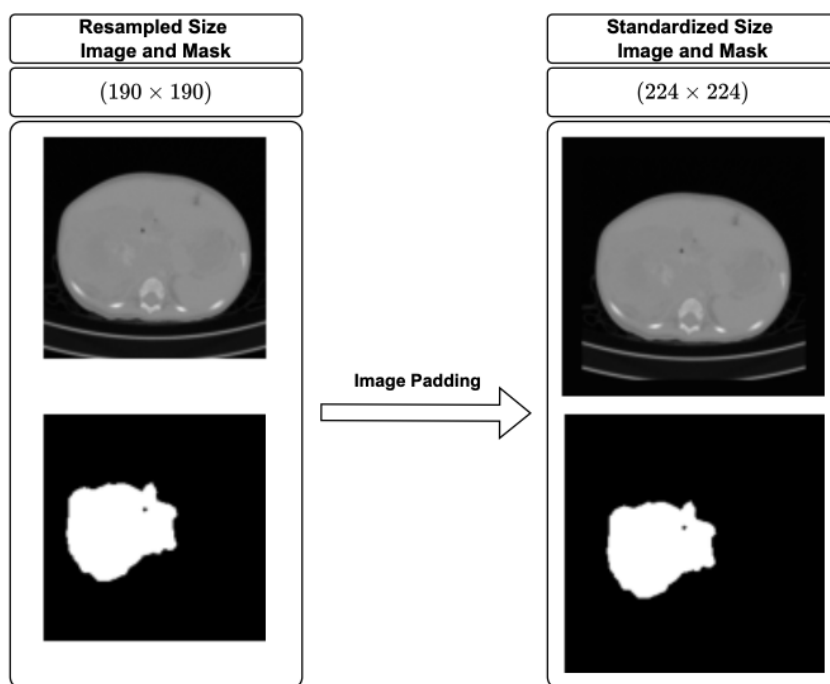 Resampled Size
Image and Mask
(190 × 190)
Image Padding
Standardized Size
Image and Mask
(224 × 224)